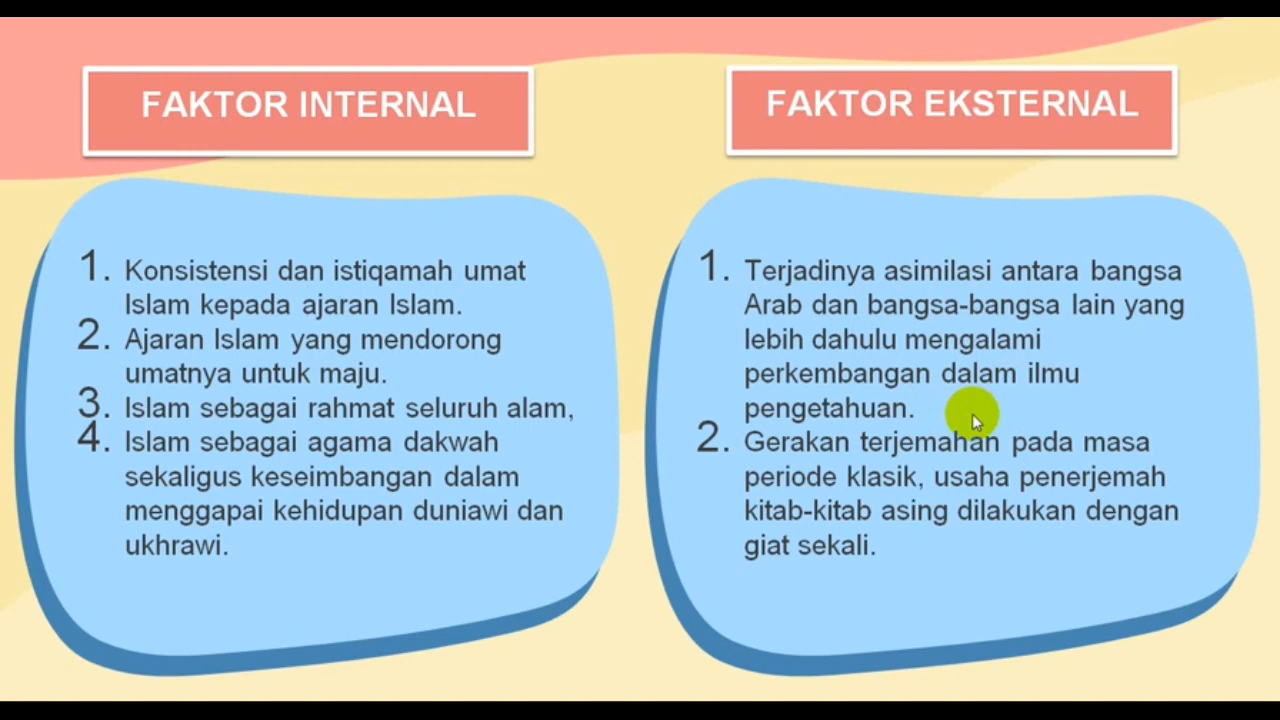 FAKTOR INTERNAL
1. Konsistensi dan istiqamah umat
Islam kepada ajaran Islam.
2. Ajaran Islam yang mendorong
umatnya untuk maju.
3. Islam sebagai rahmat seluruh alam,
4. Islam sebagai agama dakwah
sekaligus keseimbangan dalam
menggapai kehidupan duniawi dan
ukhrawi.
FAKTOR EKSTERNAL
1. Terjadinya asimilasi antara bangsa
Arab dan bangsa-bangsa lain yang
lebih dahulu mengalami
perkembangan dalam ilmu
pengetahuan.
2. Gerakan terjemahan pada masa
periode klasik, usaha penerjemah
kitab-kitab asing dilakukan dengan
giat sekali.